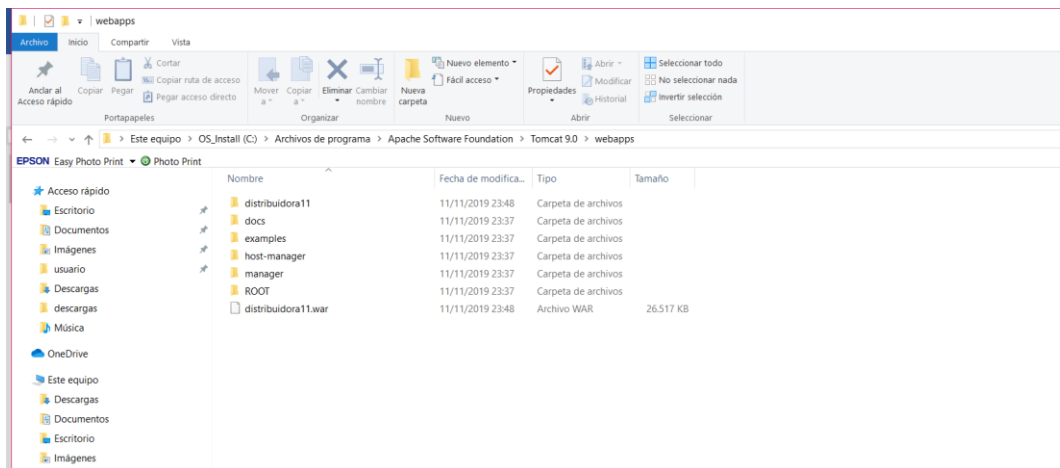 webapps
Archivo Inicio Compartir Vista
Anclar al Acceso rápido
Copiar
Pegar
Cortar
Copiar ruta de acceso
Pegar acceso directo
Portapapeles
Mover a
Copiar a
Eliminar
Cambiar nombre
Organizar
Nueva carpeta
Nuevo elemento
Fácil acceso
Nuevo
Propiedades
Abrir
Modificar
Historial
Abrir
Seleccionar todo
No seleccionar nada
Invertir selección
Seleccionar
> Este equipo > OS_Install (C:) > Archivos de programa > Apache Software Foundation > Tomcat 9.0 > webapps
EPSON Easy Photo Print Photo Print
Nombre Fecha de modifica... Tipo Tamaño
Acceso rápido
Escritorio
Documentos
Imágenes
usuario
Descargas
descargas
Música
OneDrive
Este equipo
Descargas
Documentos
Escritorio
Imágenes
distribuidora11 11/11/2019 23:48 Carpeta de archivos
docs 11/11/2019 23:37 Carpeta de archivos
examples 11/11/2019 23:37 Carpeta de archivos
host-manager 11/11/2019 23:37 Carpeta de archivos
manager 11/11/2019 23:37 Carpeta de archivos
ROOT 11/11/2019 23:37 Carpeta de archivos
distribuidora11.war 11/11/2019 23:48 Archivo WAR 26.517 KB